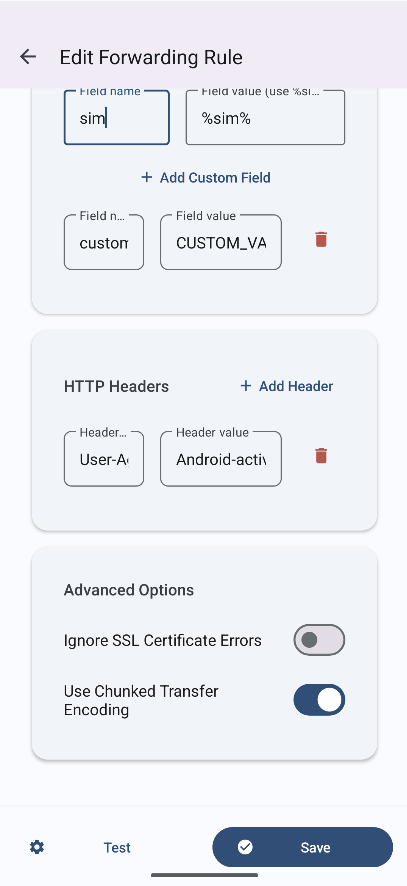 Edit Forwarding Rule
Field name
Field value (use %si...
sim
%sim%
+ Add Custom Field
Field n...
Field value
custom
CUSTOM_VA
HTTP Headers
+ Add Header
Header...
Header value
User-Ag
Android-activ
Advanced Options
Ignore SSL Certificate Errors
Use Chunked Transfer
Encoding
Test
Save